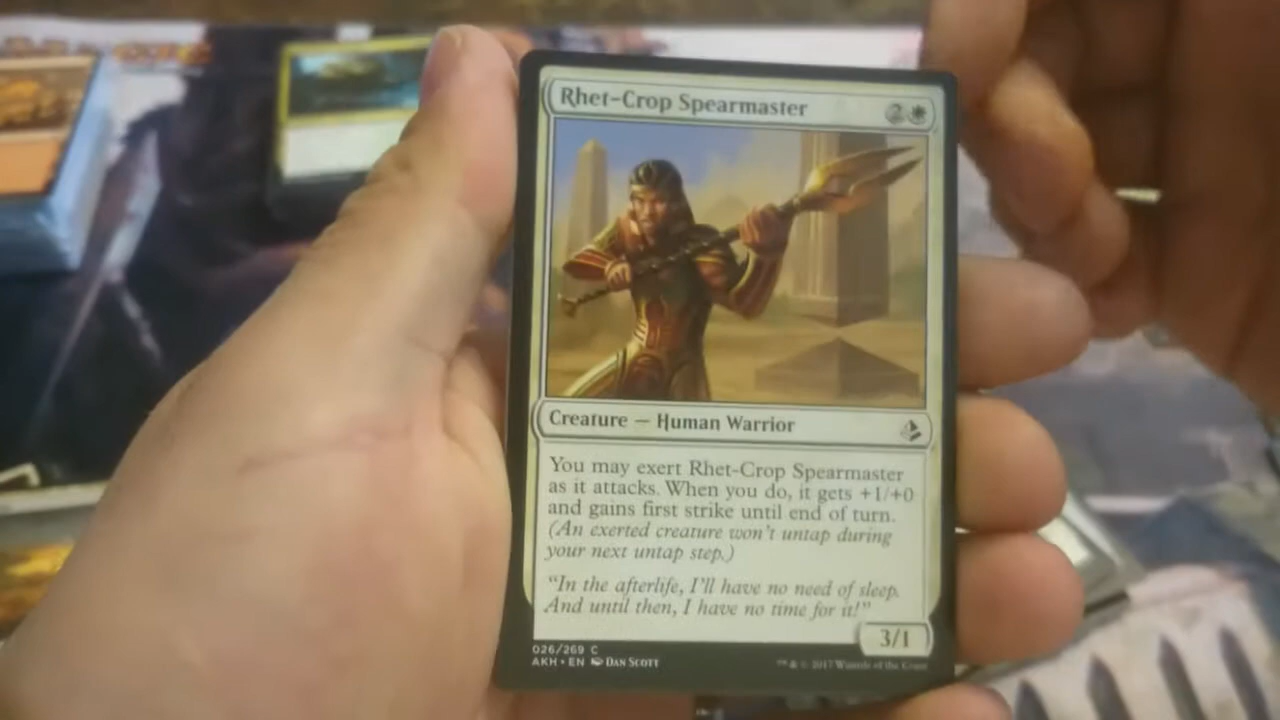 Rhet-Crop Spearmaster
2
Creature — Human Warrior
You may exert Rhet-Crop Spearmaster
as it attacks. When you do, it gets +1/+0
and gains first strike until end of turn.
(An exerted creature won't untap during
your next untap step.)
"In the afterlife, I'll have no need of sleep.
And until then, I have no time for it!"
3/1
026/269 C
AKH • EN Dan Scott
™ & © 2017 Wizards of the Coast